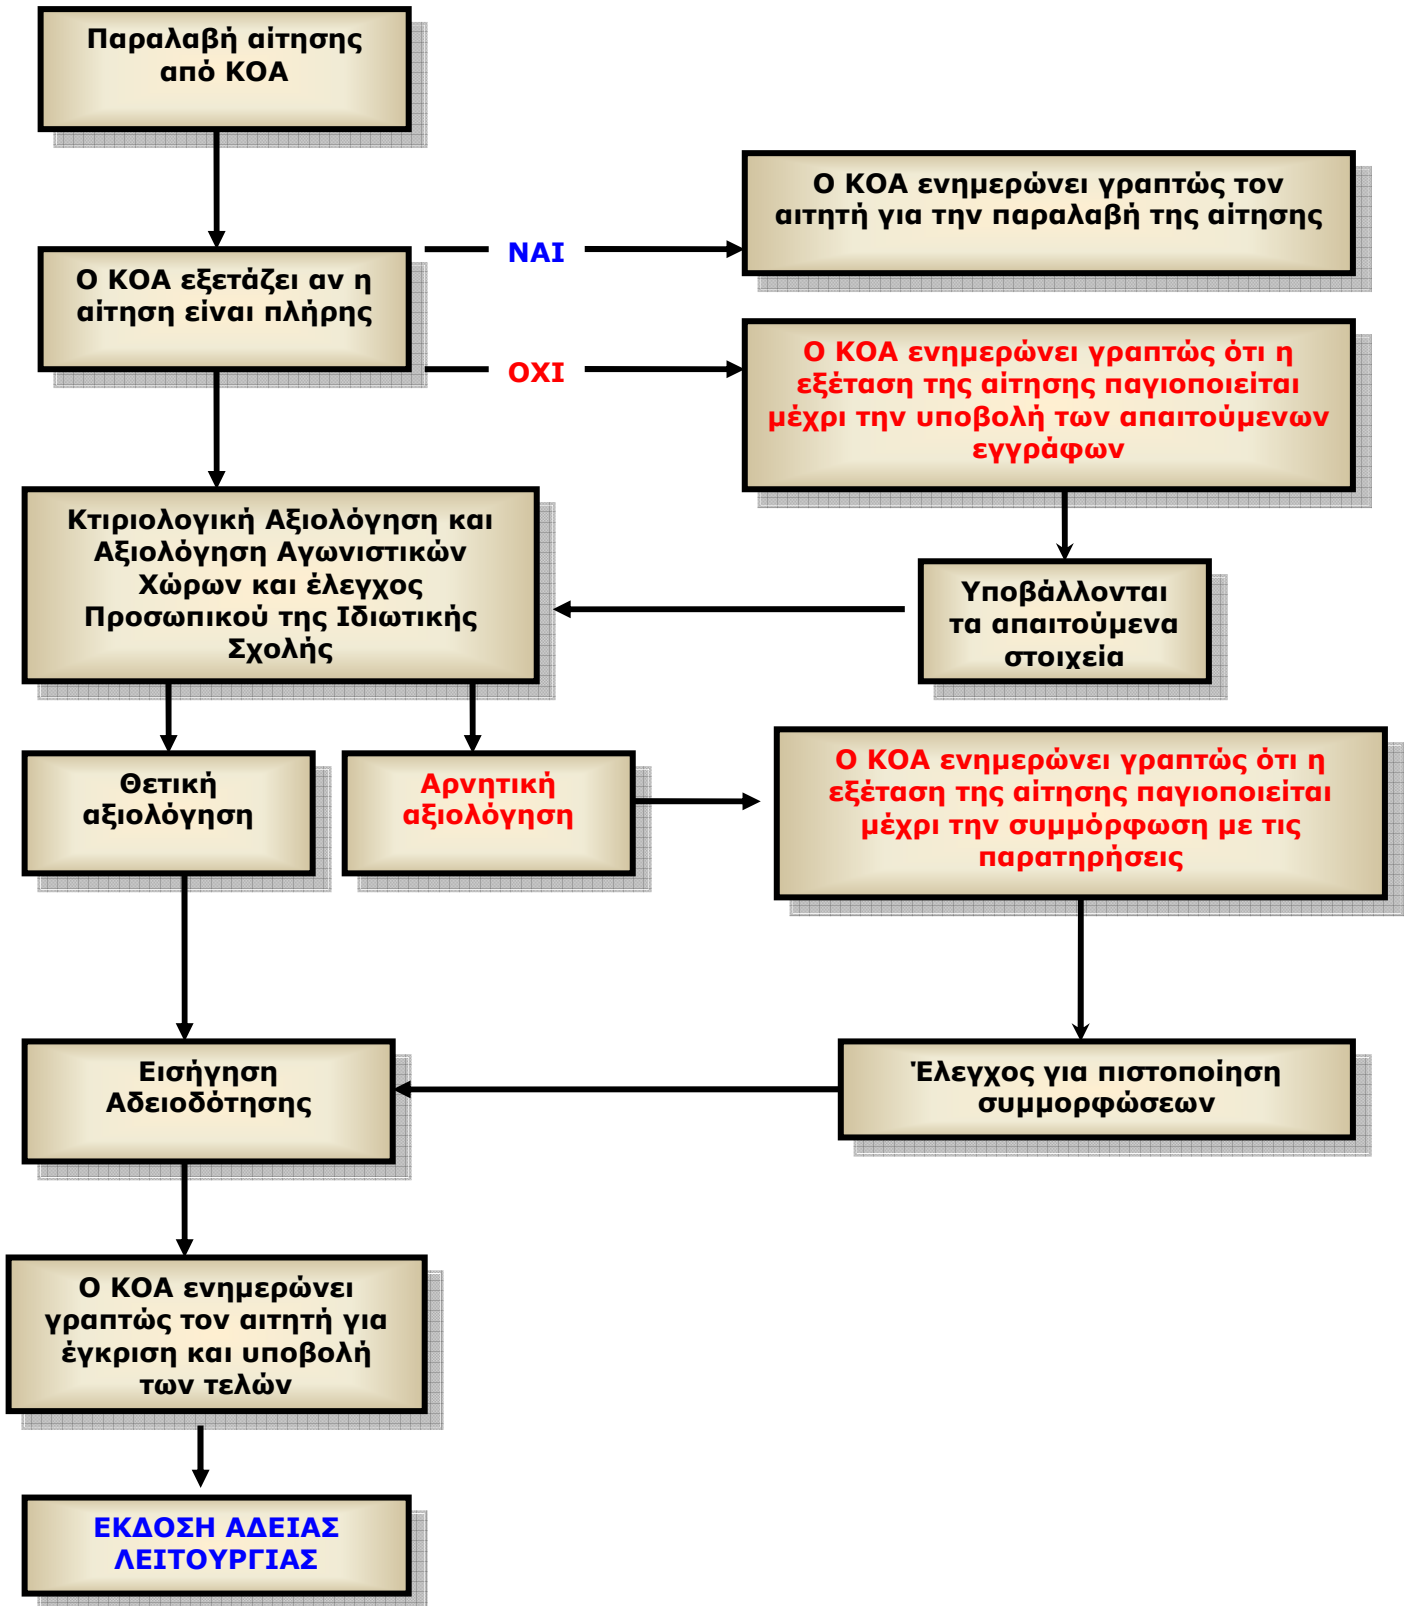 Παραλαβή αίτησης
από ΚΟΑ
Ο ΚΟΑ ενημερώνει γραπτώς τον
αιτητή για την παραλαβή της αίτησης
ΝΑΙ
Ο ΚΟΑ εξετάζει αν η
αίτηση είναι πλήρης
ΟΧΙ
Ο ΚΟΑ ενημερώνει γραπτώς ότι η
εξέταση της αίτησης παγιοποιείται
μέχρι την υποβολή των απαιτούμενων
εγγράφων
Κτιριολογική Αξιολόγηση και
Αξιολόγηση Αγωνιστικών
Χώρων και έλεγχος
Προσωπικού της Ιδιωτικής
Σχολής
Υποβάλλονται
τα απαιτούμενα
στοιχεία
Θετική
αξιολόγηση
Αρνητική
αξιολόγηση
Ο ΚΟΑ ενημερώνει γραπτώς ότι η
εξέταση της αίτησης παγιοποιείται
μέχρι την συμμόρφωση με τις
παρατηρήσεις
Εισήγηση
Αδειοδότησης
Έλεγχος για πιστοποίηση
συμμορφώσεων
Ο ΚΟΑ ενημερώνει
γραπτώς τον αιτητή για
έγκριση και υποβολή
των τελών
ΕΚΔΟΣΗ ΑΔΕΙΑΣ
ΛΕΙΤΟΥΡΓΙΑΣ